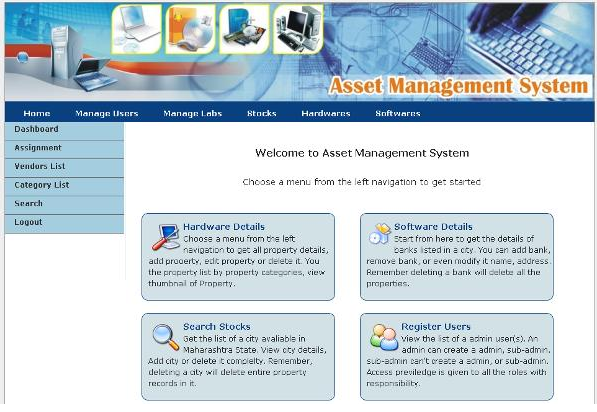 Asset Management System
Home Manage Users Manage Labs Stocks Hardwares Softwares
Dashboard
Assignment
Vendors List
Category List
Search
Logout
Welcome to Asset Management System
Choose a menu from the left navigation to get started
Hardware Details
Choose a menu from the left
navigation to get all property details,
add property, edit property or delete it. You
the property list by property categories, view
thumbnail of Property.
Software Details
Start from here to get the details of
banks listed in a city. You can add bank,
remove bank, or even modify it name, address.
Remember deleting a bank will delete all the
properties.
Search Stocks
Get the list of a city avaliable in
Maharashtra State. View city details,
Add city or delete it complelty. Remember,
deleting a city will delete entire property
records in it.
Register Users
View the list of a admin user(s). An
admin can create a admin, sub-admin.
sub-admin can't create a admin, or sub-admin.
Access previledge is given to all the roles with
responsibility.